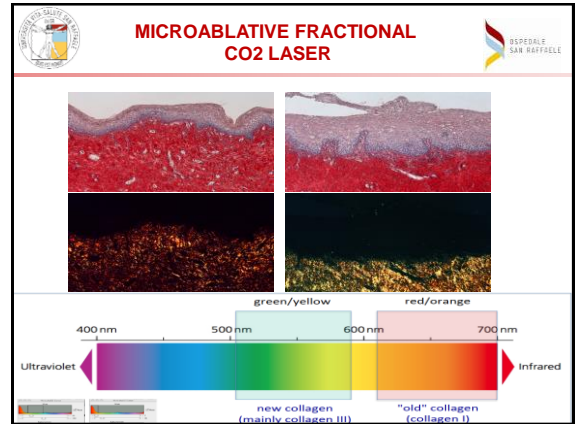 MICROABLATIVE FRACTIONAL
CO2 LASER
OSPEDALE
SAN RAFFAELE
green/yellow
red/orange
400 nm
500 nm
600 nm
700 nm
Ultraviolet
Infrared
new collagen
(mainly collagen III)
"old" collagen
(collagen I)